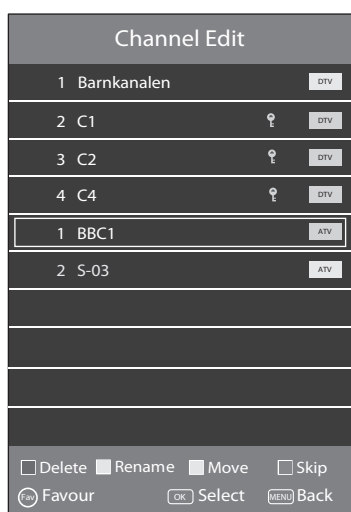 Channel Edit
1 Barnkanalen DTV
2 C1 DTV
3 C2 DTV
4 C4 DTV
1 BBC1 ATV
2 S-03 ATV
Delete Rename Move Skip
Fav Favour OK Select MENU Back